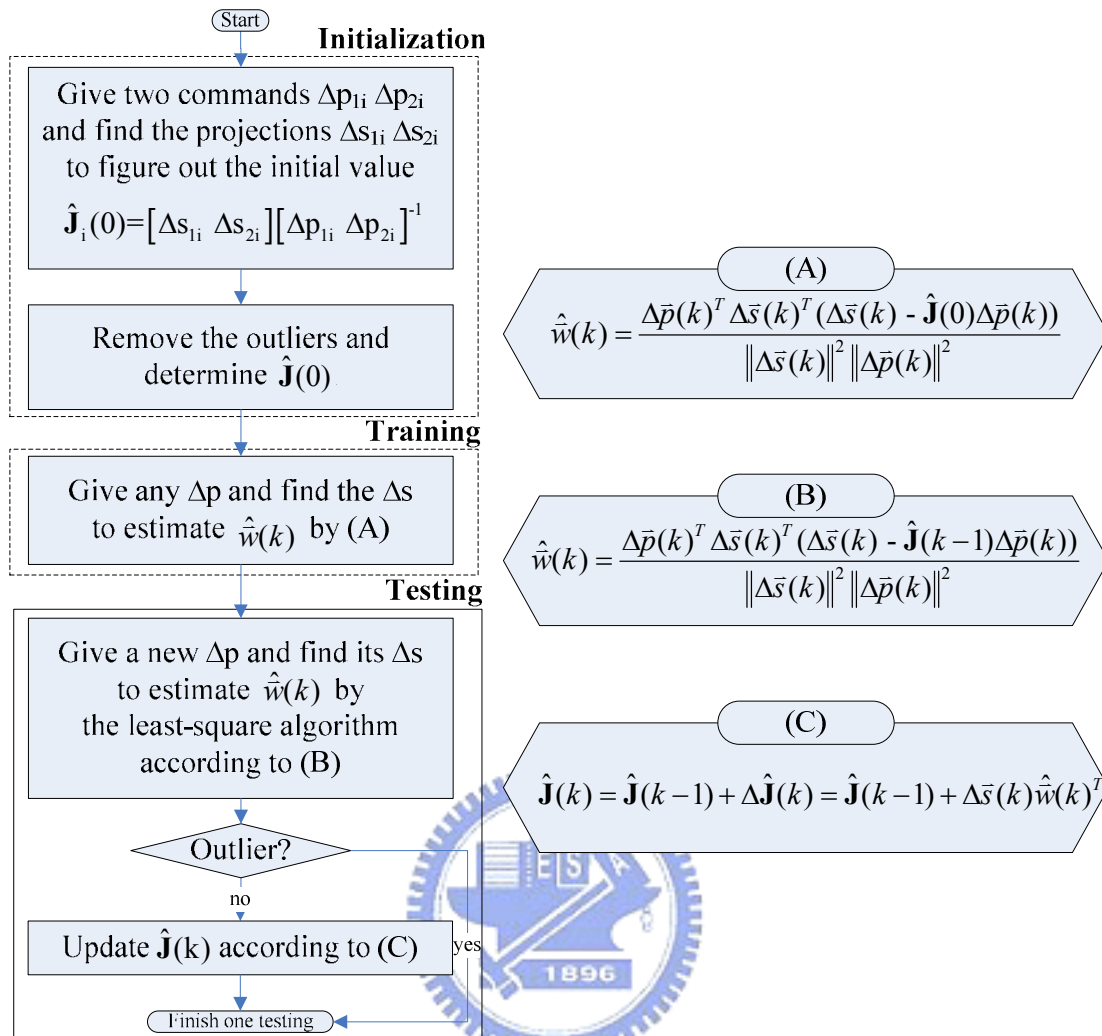 Start
Initialization
Give two commands Δp₁ᵢ Δp₂ᵢ
and find the projections Δs₁ᵢ Δs₂ᵢ
to figure out the initial value
Ĵᵢ(0)=[Δs₁ᵢ Δs₂ᵢ][Δp₁ᵢ Δp₂ᵢ]⁻¹
Remove the outliers and
determine Ĵ(0)
Training
Give any Δp and find the Δs
to estimate ŵ⃗(k) by (A)
Testing
Give a new Δp and find its Δs
to estimate ŵ⃗(k) by
the least-square algorithm
according to (B)
Outlier?
no
yes
Update Ĵ(k) according to (C)
Finish one testing
(A)
ŵ⃗(k) = Δp⃗(k)ᵀ Δs⃗(k)ᵀ (Δs⃗(k) - Ĵ(0)Δp⃗(k)) / ‖Δs⃗(k)‖² ‖Δp⃗(k)‖²
(B)
ŵ⃗(k) = Δp⃗(k)ᵀ Δs⃗(k)ᵀ (Δs⃗(k) - Ĵ(k−1)Δp⃗(k)) / ‖Δs⃗(k)‖² ‖Δp⃗(k)‖²
(C)
Ĵ(k) = Ĵ(k−1) + ΔĴ(k) = Ĵ(k−1) + Δs⃗(k)ŵ⃗(k)ᵀ
E S A
1896